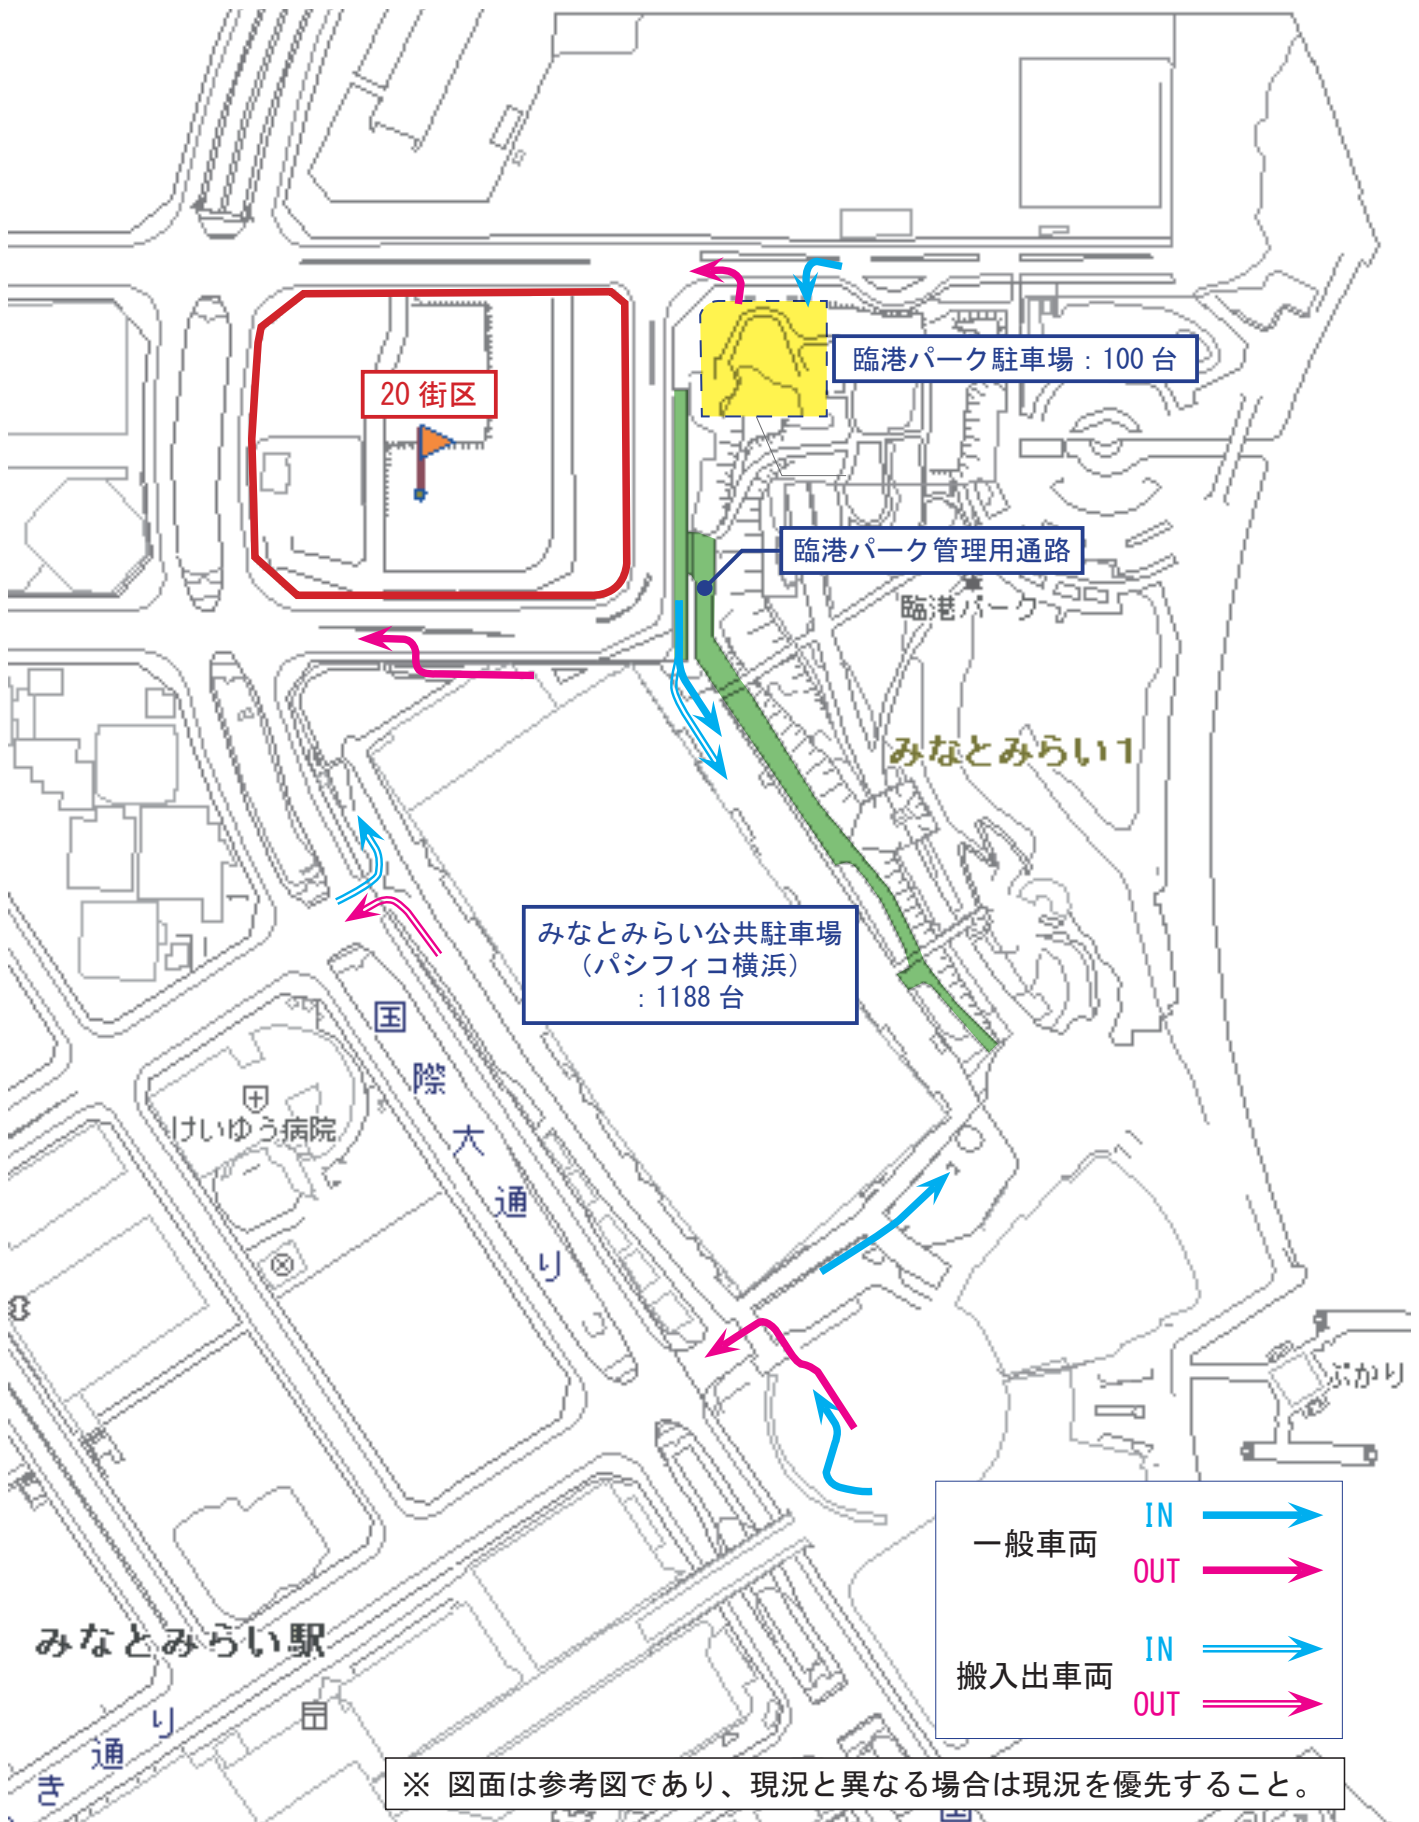 臨港パーク駐車場：100 台
20 街区
臨港パーク管理用通路
臨港パーク
みなとみらい1
みなとみらい公共駐車場
（パシフィコ横浜）
：1188 台
国際大通り
けいゆう病院
ぷかり
一般車両
IN
OUT
搬入出車両
IN
OUT
みなとみらい駅
き通り
※ 図面は参考図であり、現況と異なる場合は現況を優先すること。